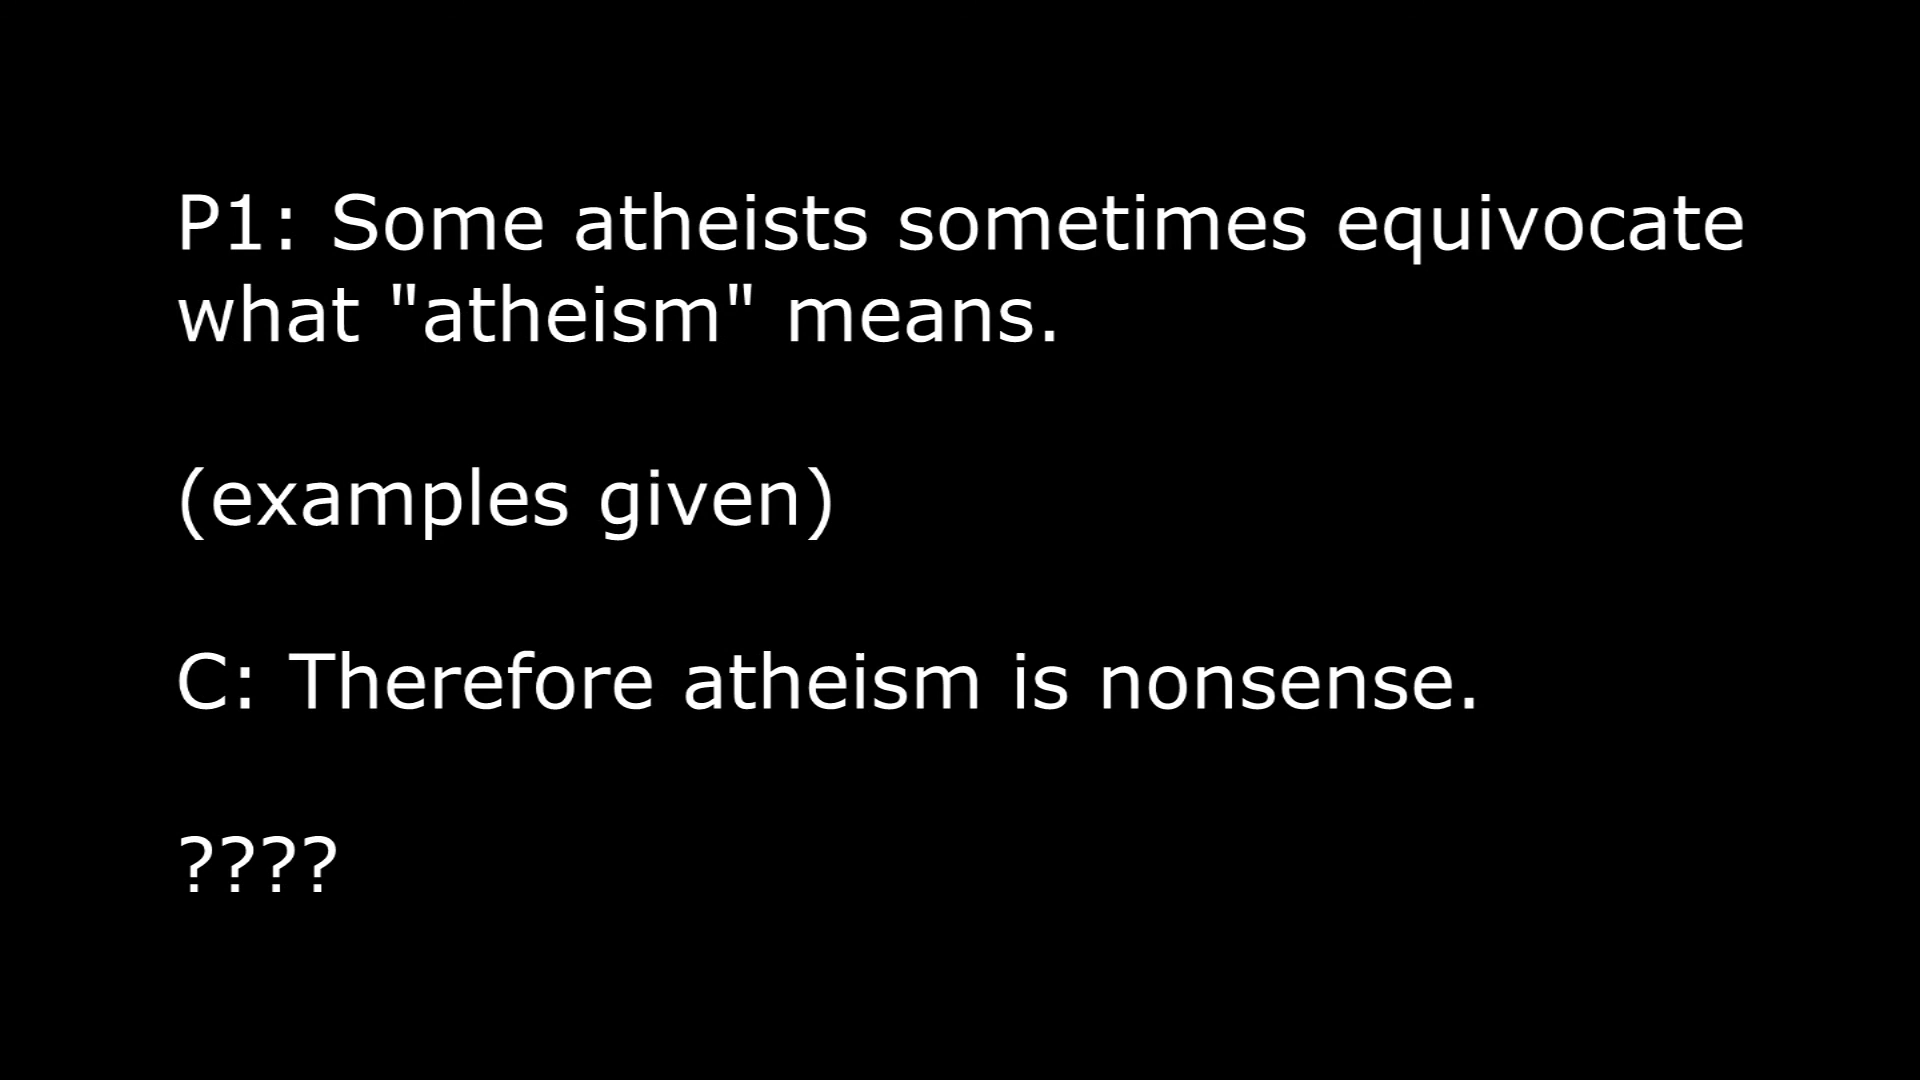 P1: Some atheists sometimes equivocate
what "atheism" means.
(examples given)
C: Therefore atheism is nonsense.
????